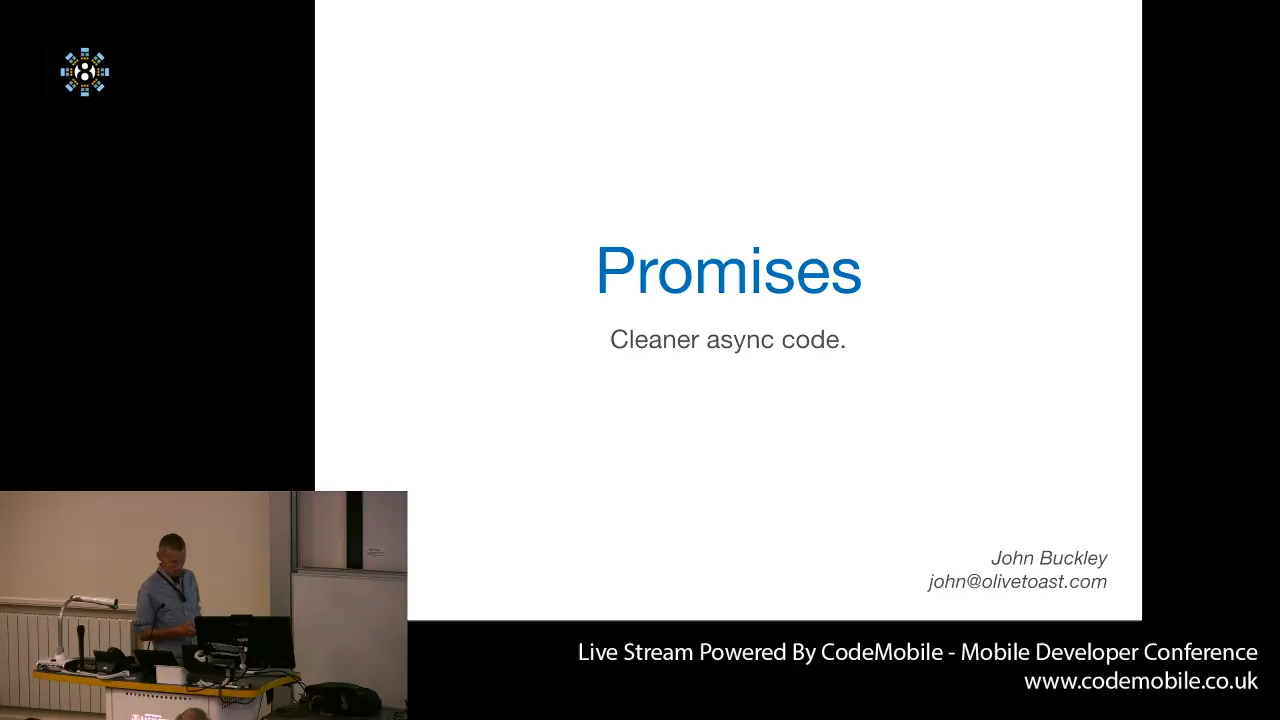 Promises
Cleaner async code.
John Buckley
john@olivetoast.com
Live Stream Powered By CodeMobile - Mobile Developer Conference
www.codemobile.co.uk